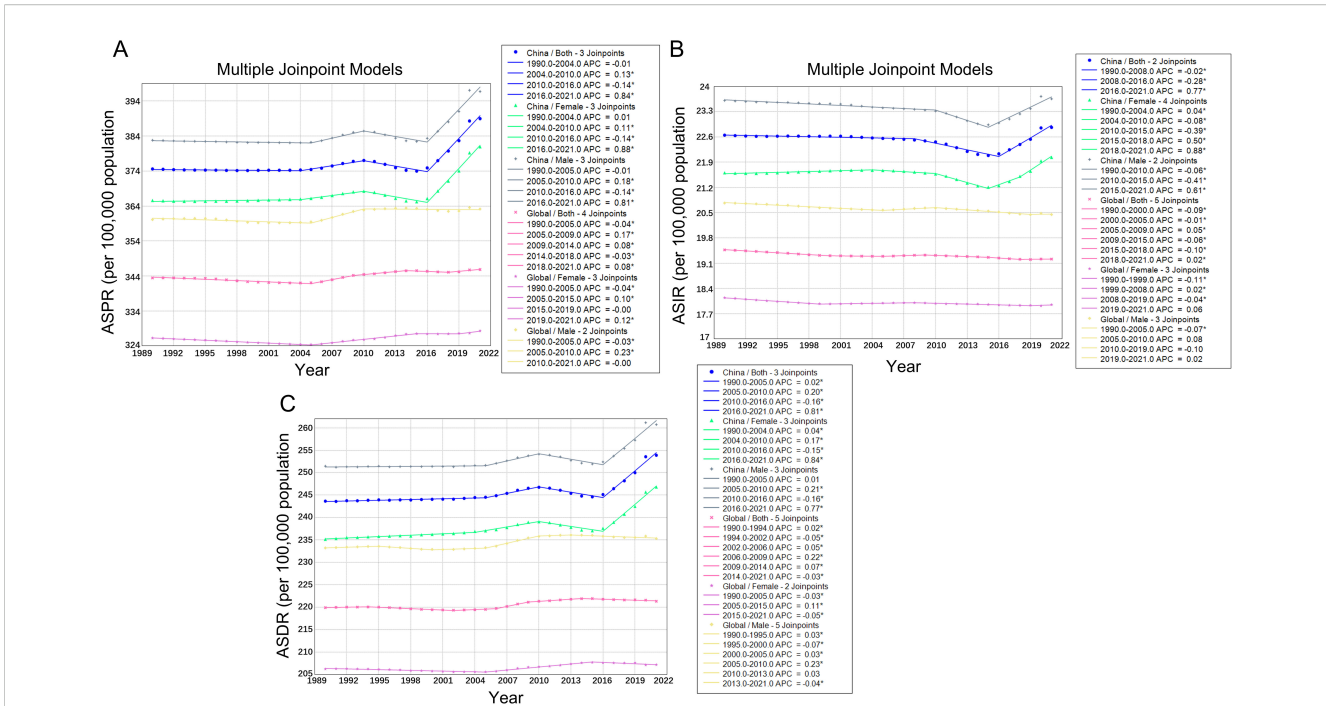 A
Multiple Joinpoint Models
ASPR (per 100,000 population)
394
384
374
364
354
344
334
324
1989 1992 1995 1998 2001 2004 2007 2010 2013 2016 2019 2022
Year
China / Both - 3 Joinpoints
1990.0-2004.0 APC = -0.01
2004.0-2010.0 APC = 0.13*
2010.0-2016.0 APC = -0.14*
2016.0-2021.0 APC = 0.84*
China / Female - 3 Joinpoints
1990.0-2004.0 APC = 0.01
2004.0-2010.0 APC = 0.11*
2010.0-2016.0 APC = -0.14*
2016.0-2021.0 APC = 0.88*
China / Male - 3 Joinpoints
1990.0-2005.0 APC = -0.01
2005.0-2010.0 APC = 0.18*
2010.0-2016.0 APC = -0.14*
2016.0-2021.0 APC = 0.81*
Global / Both - 4 Joinpoints
1990.0-2005.0 APC = -0.04*
2005.0-2009.0 APC = 0.17*
2009.0-2014.0 APC = 0.08*
2014.0-2018.0 APC = -0.03*
2018.0-2021.0 APC = 0.08*
Global / Female - 3 Joinpoints
1990.0-2005.0 APC = -0.04*
2005.0-2015.0 APC = 0.10*
2015.0-2019.0 APC = -0.00
2019.0-2021.0 APC = 0.12*
Global / Male - 2 Joinpoints
1990.0-2005.0 APC = -0.03*
2005.0-2010.0 APC = 0.23*
2010.0-2021.0 APC = -0.00
B
Multiple Joinpoint Models
ASIR (per 100,000 population)
24
23.3
22.6
21.9
21.2
20.5
19.8
19.1
18.4
17.7
17
1989 1992 1995 1998 2001 2004 2007 2010 2013 2016 2019 2022
Year
China / Both - 2 Joinpoints
1990.0-2008.0 APC = -0.02*
2008.0-2016.0 APC = -0.28*
2016.0-2021.0 APC = 0.77*
China / Female - 4 Joinpoints
1990.0-2004.0 APC = 0.04*
2004.0-2010.0 APC = -0.08*
2010.0-2015.0 APC = -0.39*
2015.0-2018.0 APC = 0.50*
2018.0-2021.0 APC = 0.88*
China / Male - 2 Joinpoints
1990.0-2010.0 APC = -0.06*
2010.0-2015.0 APC = -0.41*
2015.0-2021.0 APC = 0.61*
Global / Both - 5 Joinpoints
1990.0-2000.0 APC = -0.09*
2000.0-2005.0 APC = -0.01*
2005.0-2009.0 APC = 0.05*
2009.0-2015.0 APC = -0.06*
2015.0-2018.0 APC = -0.10*
2018.0-2021.0 APC = 0.02*
Global / Female - 3 Joinpoints
1990.0-1999.0 APC = -0.11*
1999.0-2008.0 APC = 0.02*
2008.0-2019.0 APC = -0.04*
2019.0-2021.0 APC = 0.06
Global / Male - 3 Joinpoints
1990.0-2005.0 APC = -0.07*
2005.0-2010.0 APC = 0.08
2010.0-2019.0 APC = -0.10
2019.0-2021.0 APC = 0.02
C
ASDR (per 100,000 population)
260
255
250
245
240
235
230
225
220
215
210
205
1989 1992 1995 1998 2001 2004 2007 2010 2013 2016 2019 2022
Year
China / Both - 3 Joinpoints
1990.0-2005.0 APC = 0.02*
2005.0-2010.0 APC = 0.20*
2010.0-2016.0 APC = -0.16*
2016.0-2021.0 APC = 0.81*
China / Female - 3 Joinpoints
1990.0-2004.0 APC = 0.04*
2004.0-2010.0 APC = 0.17*
2010.0-2016.0 APC = -0.15*
2016.0-2021.0 APC = 0.84*
China / Male - 3 Joinpoints
1990.0-2005.0 APC = 0.01
2005.0-2010.0 APC = 0.21*
2010.0-2016.0 APC = -0.16*
2016.0-2021.0 APC = 0.77*
Global / Both - 5 Joinpoints
1990.0-1994.0 APC = 0.02*
1994.0-2002.0 APC = -0.05*
2002.0-2006.0 APC = 0.05*
2006.0-2009.0 APC = 0.22*
2009.0-2014.0 APC = 0.07*
2014.0-2021.0 APC = -0.03*
Global / Female - 2 Joinpoints
1990.0-2005.0 APC = -0.03*
2005.0-2015.0 APC = 0.11*
2015.0-2021.0 APC = -0.05*
Global / Male - 5 Joinpoints
1990.0-1995.0 APC = 0.03*
1995.0-2000.0 APC = -0.07*
2000.0-2005.0 APC = 0.03*
2005.0-2010.0 APC = 0.23*
2010.0-2013.0 APC = 0.03
2013.0-2021.0 APC = -0.04*